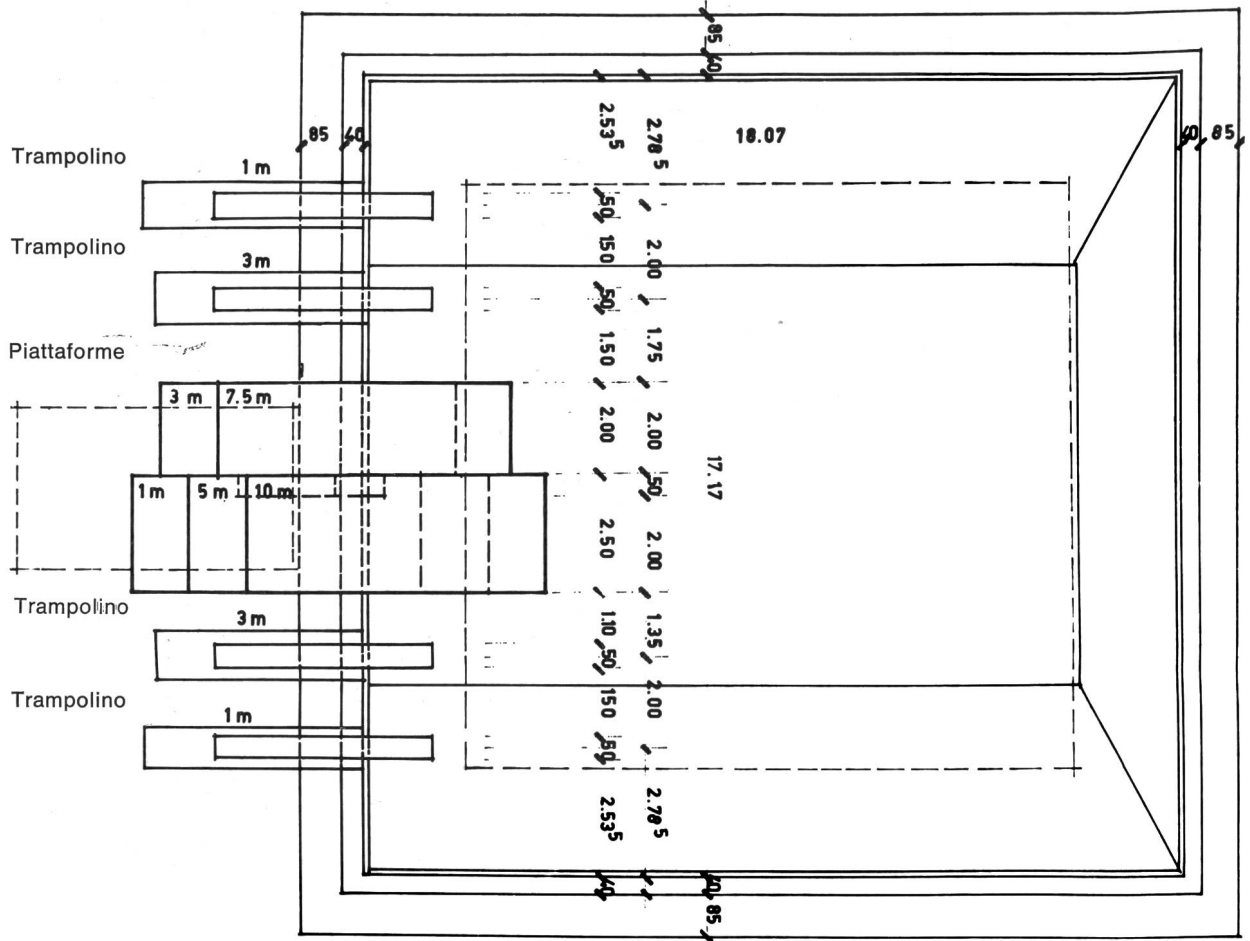 85
40
2.53⁵
2.78⁵
18.07
85
40
40
85
Trampolino
1 m
50
Trampolino
150
2.00
3 m
50
1.50
1.75
Piattaforme
3 m
7.5 m
2.00
2.00
17.17
1 m
5 m
10 m
50
2.50
2.00
Trampolino
3 m
1.10
1.35
50
Trampolino
150
2.00
1 m
50
2.53⁵
2.78⁵
40
40
85